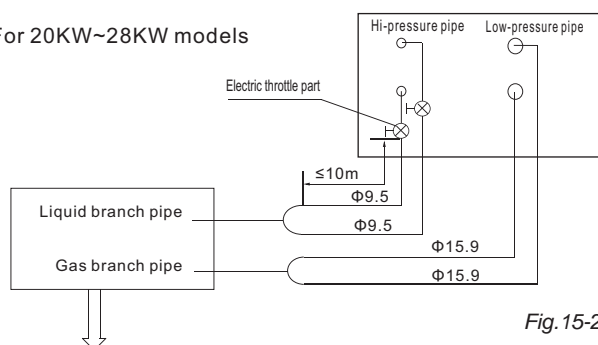 For 20KW~28KW models
Hi-pressure pipe
Low-pressure pipe
Electric throttle part
≤10m
Φ9.5
Liquid branch pipe
Φ9.5
Φ15.9
Gas branch pipe
Φ15.9
Fig.15-2